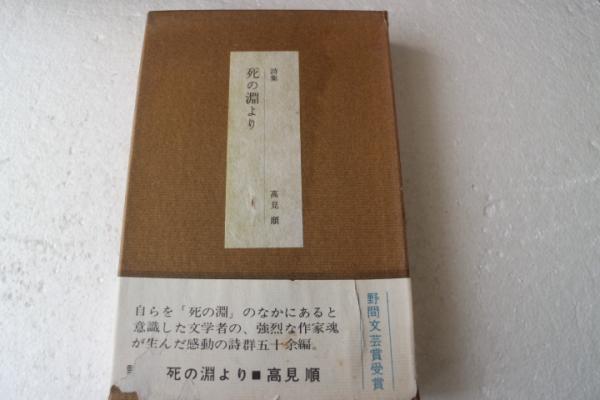 詩集
死の淵より
高見順
自らを「死の淵」のなかにあると
意識した文学者の、強烈な作家魂
が生んだ感動の詩群五十余編。
死の淵より■高見順
野間文芸賞受賞